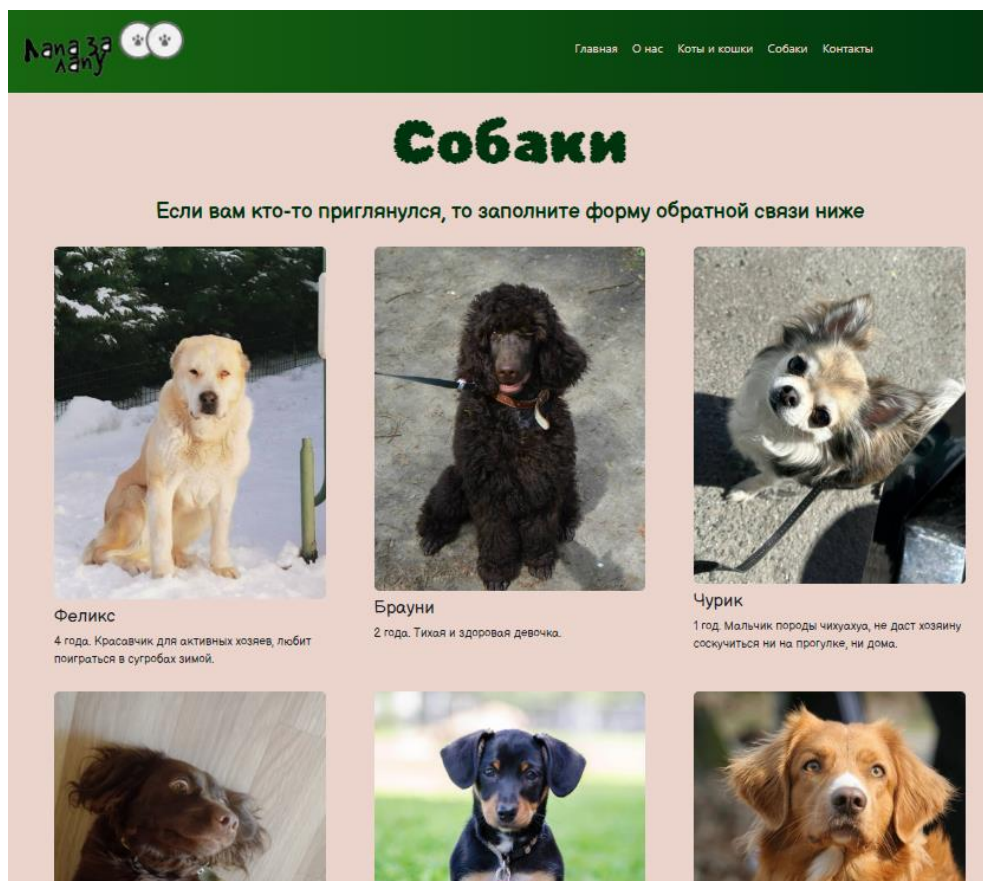 Лапа за
лапу
Главная О нас Коты и кошки Собаки Контакты
Собаки
Если вам кто-то приглянулся, то заполните форму обратной связи ниже
Феликс
4 года. Красавчик для активных хозяев, любит
поиграться в сугробах зимой.
Брауни
2 года. Тихая и здоровая девочка.
Чурик
1 год. Мальчик породы чихуахуа, не даст хозяину
соскучиться ни на прогулке, ни дома.